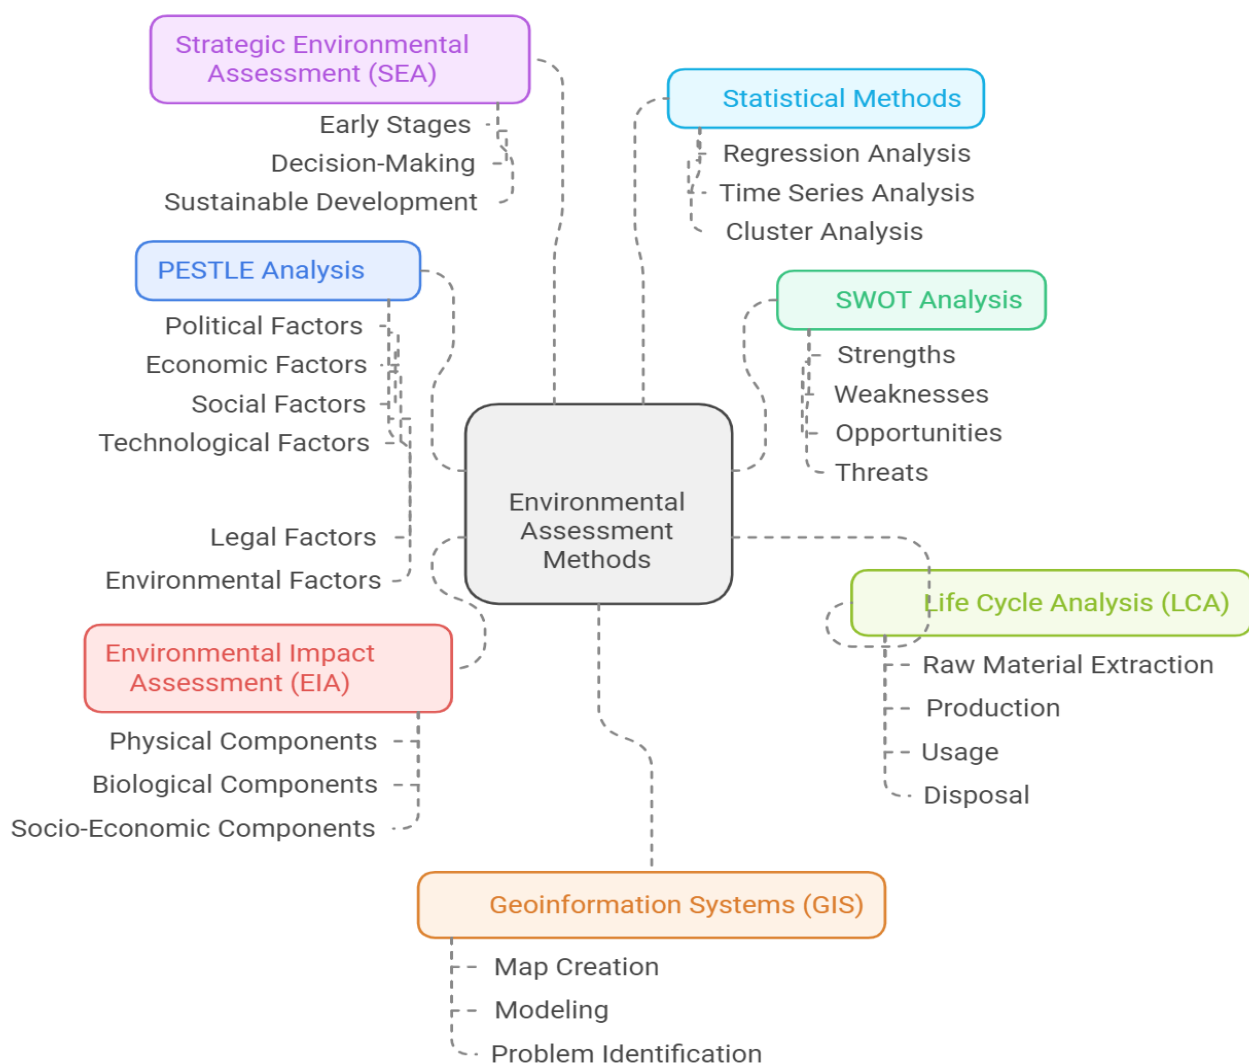 Strategic Environmental
Assessment (SEA)
Early Stages
Decision-Making
Sustainable Development
Statistical Methods
Regression Analysis
Time Series Analysis
Cluster Analysis
PESTLE Analysis
Political Factors
Economic Factors
Social Factors
Technological Factors
Legal Factors
Environmental Factors
SWOT Analysis
Strengths
Weaknesses
Opportunities
Threats
Environmental
Assessment
Methods
Life Cycle Analysis (LCA)
Raw Material Extraction
Production
Usage
Disposal
Environmental Impact
Assessment (EIA)
Physical Components
Biological Components
Socio-Economic Components
Geoinformation Systems (GIS)
Map Creation
Modeling
Problem Identification